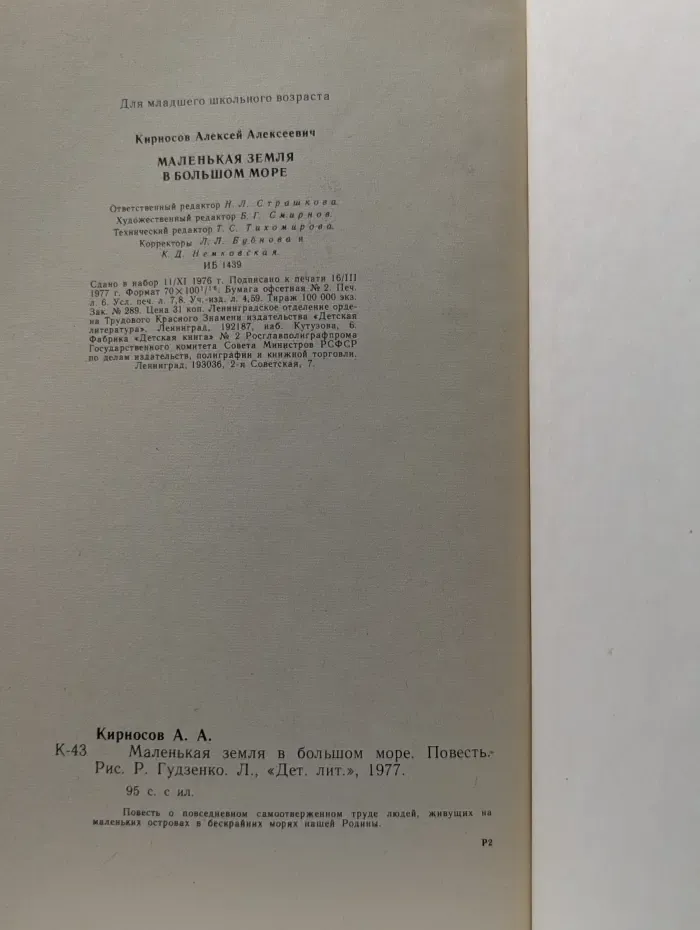 Для младшего школьного возраста
Кирносов Алексей Алексеевич
МАЛЕНЬКАЯ ЗЕМЛЯ
В БОЛЬШОМ МОРЕ
Ответственный редактор Н. Л. Страшкова.
Художественный редактор Б. Г. Смирнов.
Технический редактор Т. С. Тихомирова.
Корректоры Л. Л. Бубнова и
К. Д. Немковская.
ИБ 1439
Сдано в набор 11/XI 1976 г. Подписано к печати 16/III
1977 г. Формат 70×100¹/₁₆. Бумага офсетная № 2. Печ.
л. 6. Усл. печ. л. 7,8. Уч.-изд. л. 4,59. Тираж 100 000 экз.
Зак. № 289. Цена 31 коп. Ленинградское отделение орде-
на Трудового Красного Знамени издательства «Детская
литература». Ленинград, 192187, наб. Кутузова, 6.
Фабрика «Детская книга» № 2 Росглавполиграфпрома
Государственного комитета Совета Министров РСФСР
по делам издательств, полиграфии и книжной торговли.
Ленинград, 193036, 2-я Советская, 7.
Кирносов А. А.
К-43 Маленькая земля в большом море. Повесть.-
Рис. Р. Гудзенко. Л., «Дет. лит.», 1977.
95 с. с ил.
Повесть о повседневном самоотверженном труде людей, живущих на
маленьких островах в бескрайних морях нашей Родины.
Р2